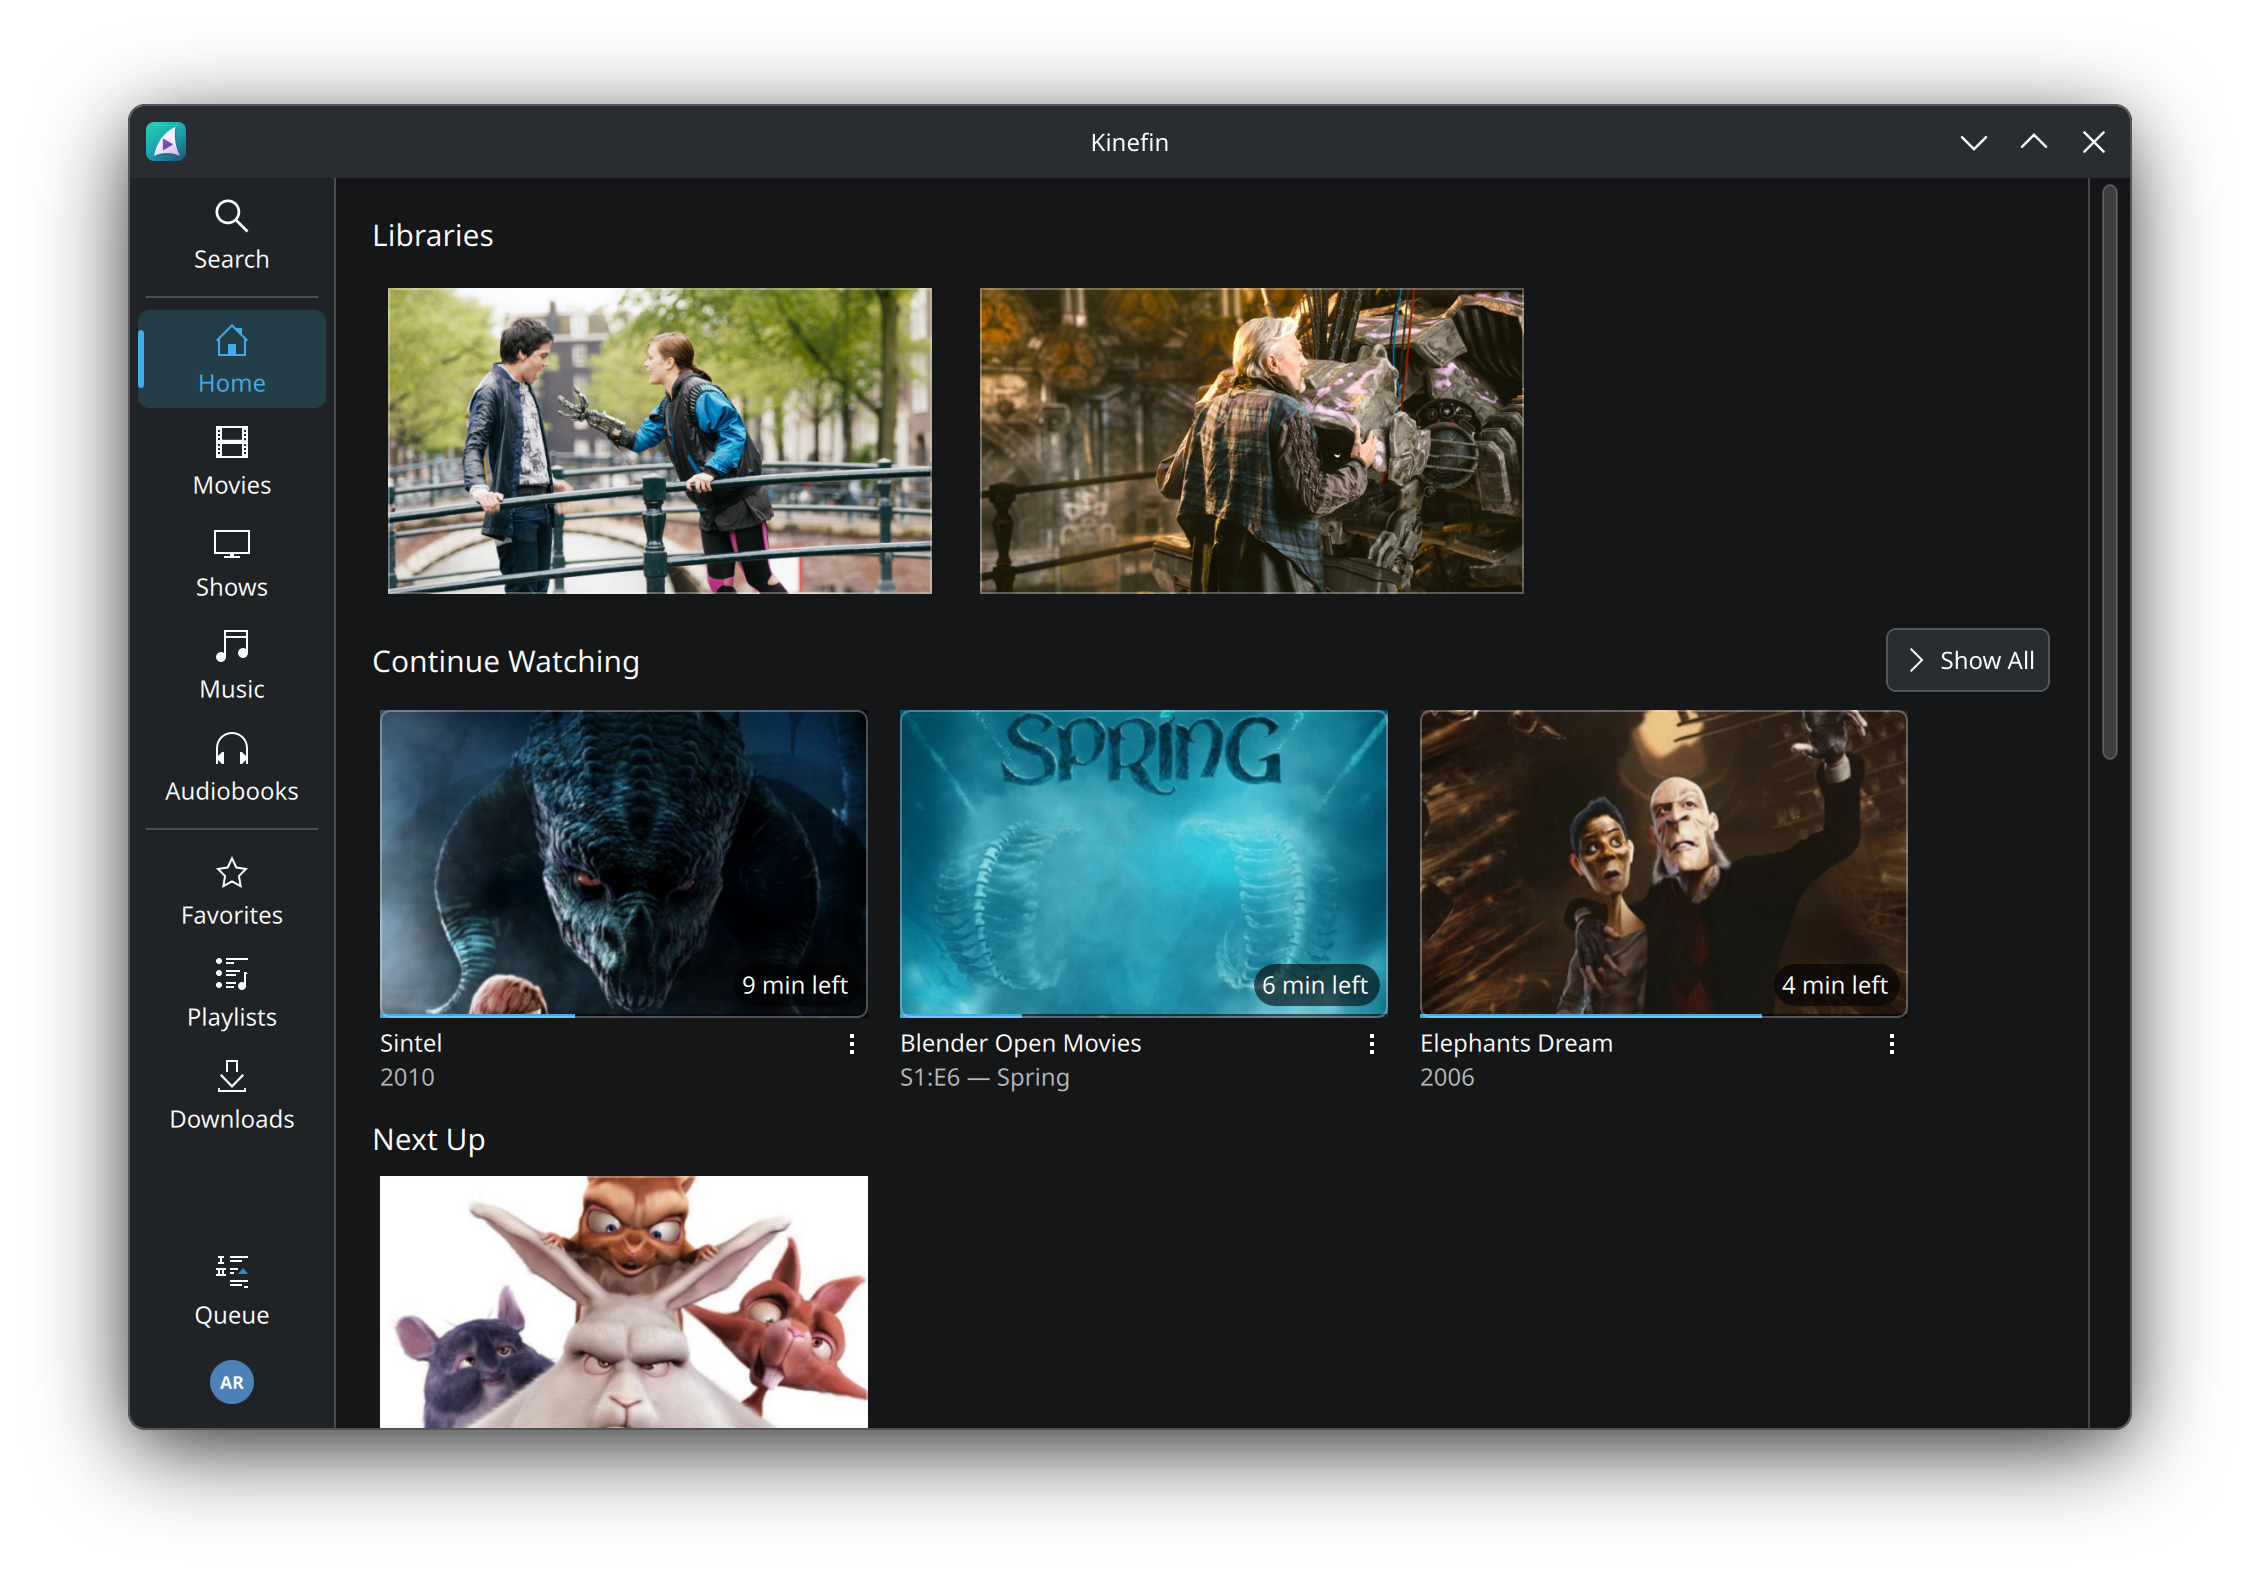 Kinefin
Search
Home
Movies
Shows
Music
Audiobooks
Favorites
Playlists
Downloads
Queue
AR
Libraries
Continue Watching
Show All
SPRING
9 min left
6 min left
4 min left
Sintel
2010
Blender Open Movies
S1:E6 — Spring
Elephants Dream
2006
Next Up